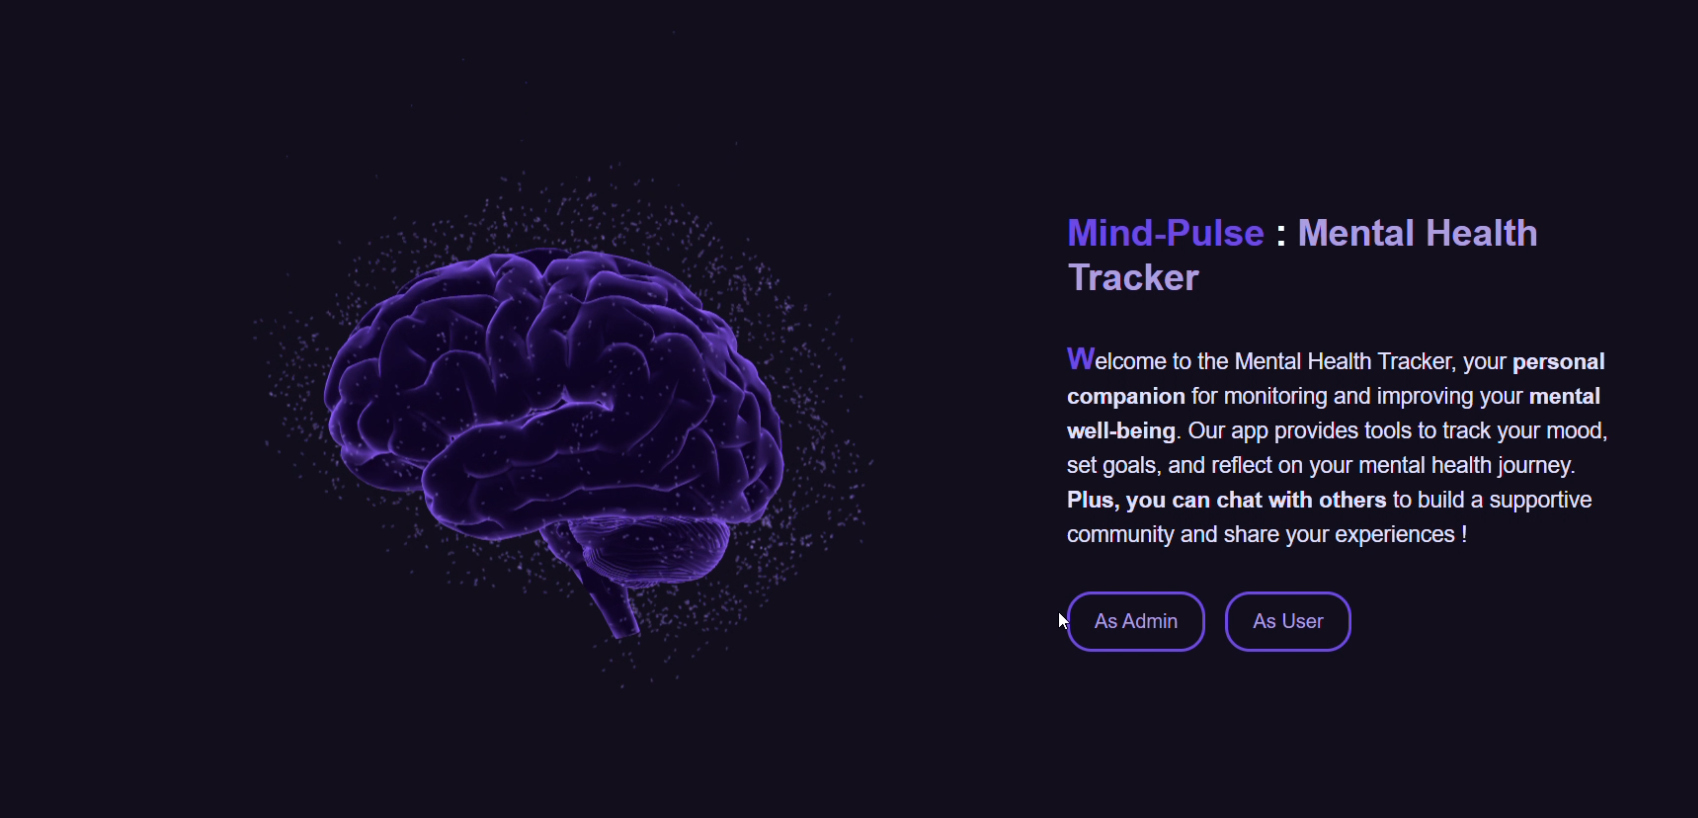 Mind-Pulse : Mental Health
Tracker
Welcome to the Mental Health Tracker, your personal
companion for monitoring and improving your mental
well-being. Our app provides tools to track your mood,
set goals, and reflect on your mental health journey.
Plus, you can chat with others to build a supportive
community and share your experiences !
As Admin
As User